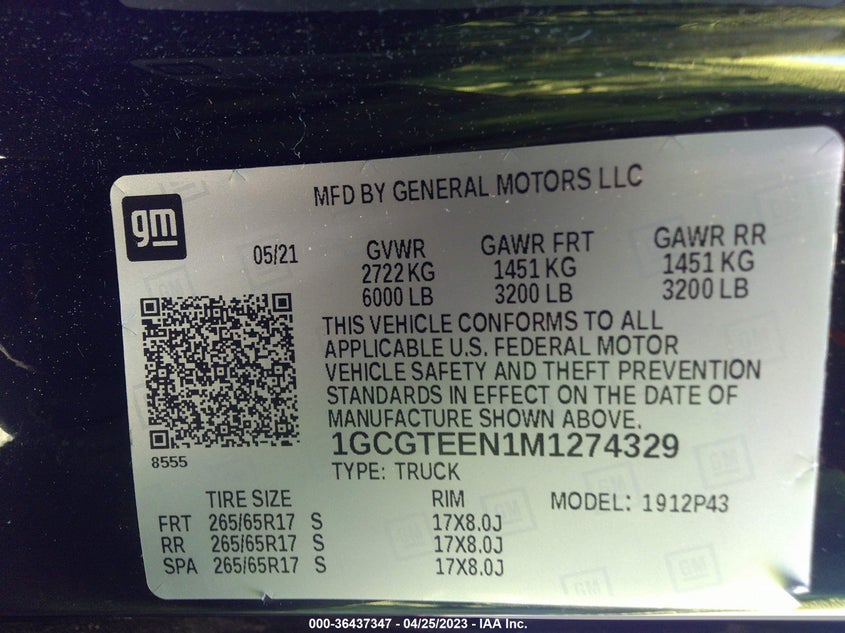 MFD BY GENERAL MOTORS LLC
gm
05/21 GVWR GAWR FRT GAWR RR
2722 KG 1451 KG 1451 KG
6000 LB 3200 LB 3200 LB
THIS VEHICLE CONFORMS TO ALL
APPLICABLE U.S. FEDERAL MOTOR
VEHICLE SAFETY AND THEFT PREVENTION
STANDARDS IN EFFECT ON THE DATE OF
MANUFACTURE SHOWN ABOVE.
1GCGTEEN1M1274329
8555
TYPE: TRUCK
TIRE SIZE RIM MODEL: 1912P43
FRT 265/65R17 S 17X8.0J
RR 265/65R17 S 17X8.0J
SPA 265/65R17 S 17X8.0J
000-36437347 - 04/25/2023 - IAA Inc.